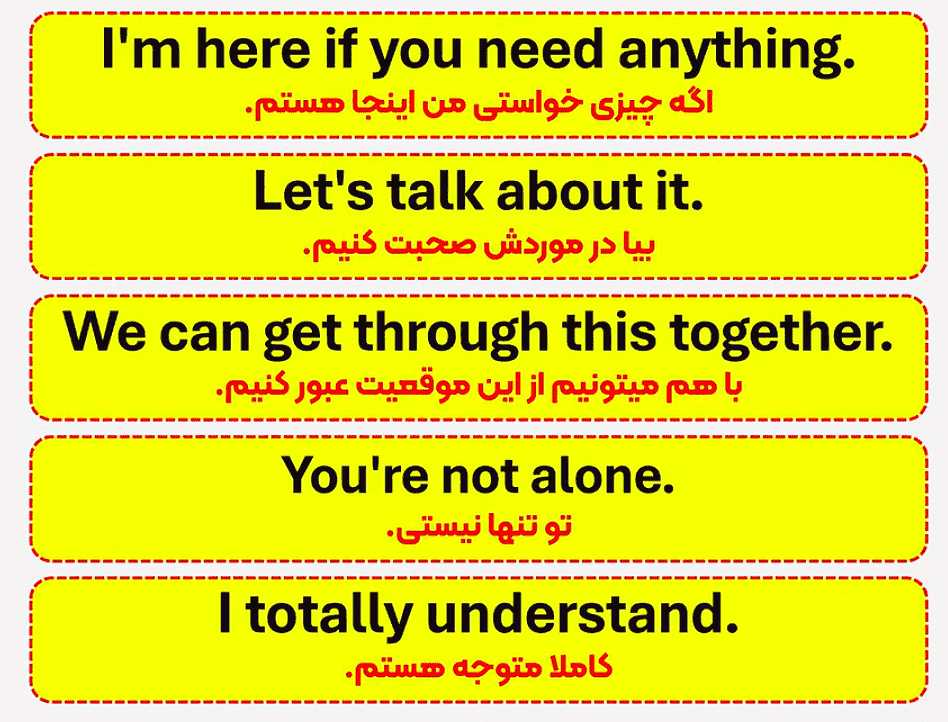 I'm here if you need anything.
اگه چیزی خواستی من اینجا هستم.
Let's talk about it.
بیا در موردش صحبت کنیم.
We can get through this together.
با هم میتونیم از این موقعیت عبور کنیم.
You're not alone.
تو تنها نیستی.
I totally understand.
کاملا متوجه هستم.